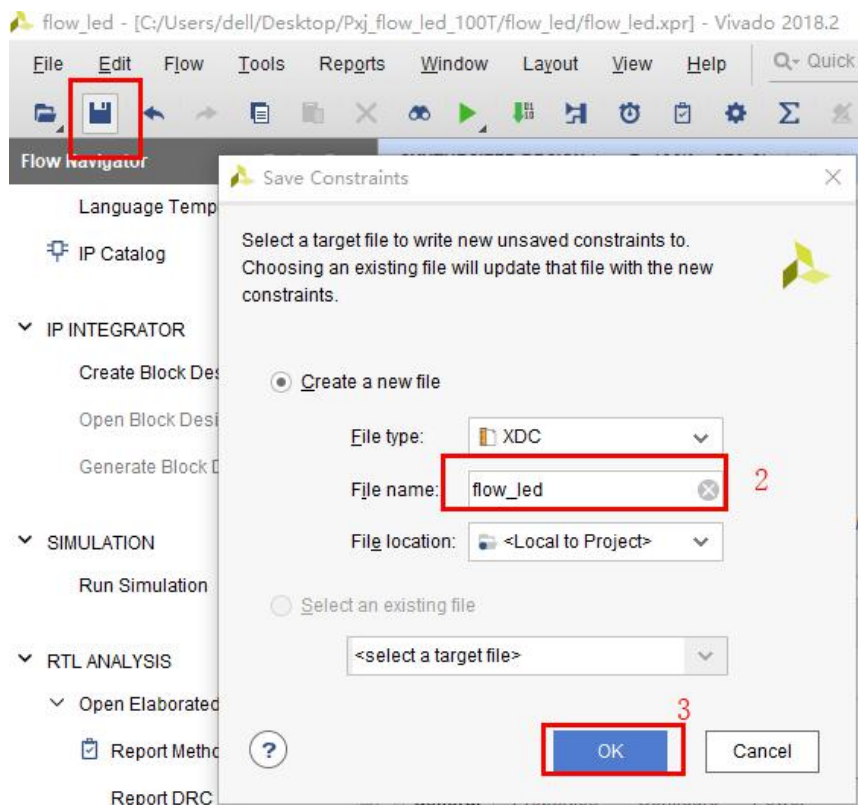 flow_led - [C:/Users/dell/Desktop/Pxj_flow_led_100T/flow_led/flow_led.xpr] - Vivado 2018.2
File Edit Flow Tools Reports Window Layout View Help Quick
Flow Navigator
Save Constraints
Language Temp
Select a target file to write new unsaved constraints to.
IP Catalog
Choosing an existing file will update that file with the new
constraints.
IP INTEGRATOR
Create Block Des
Create a new file
Open Block Desi
File type: XDC
Generate Block D
File name: flow_led 2
SIMULATION
File location: <Local to Project>
Run Simulation
Select an existing file
<select a target file>
RTL ANALYSIS
Open Elaborated
3
Report Metho
? OK Cancel
Report DRC